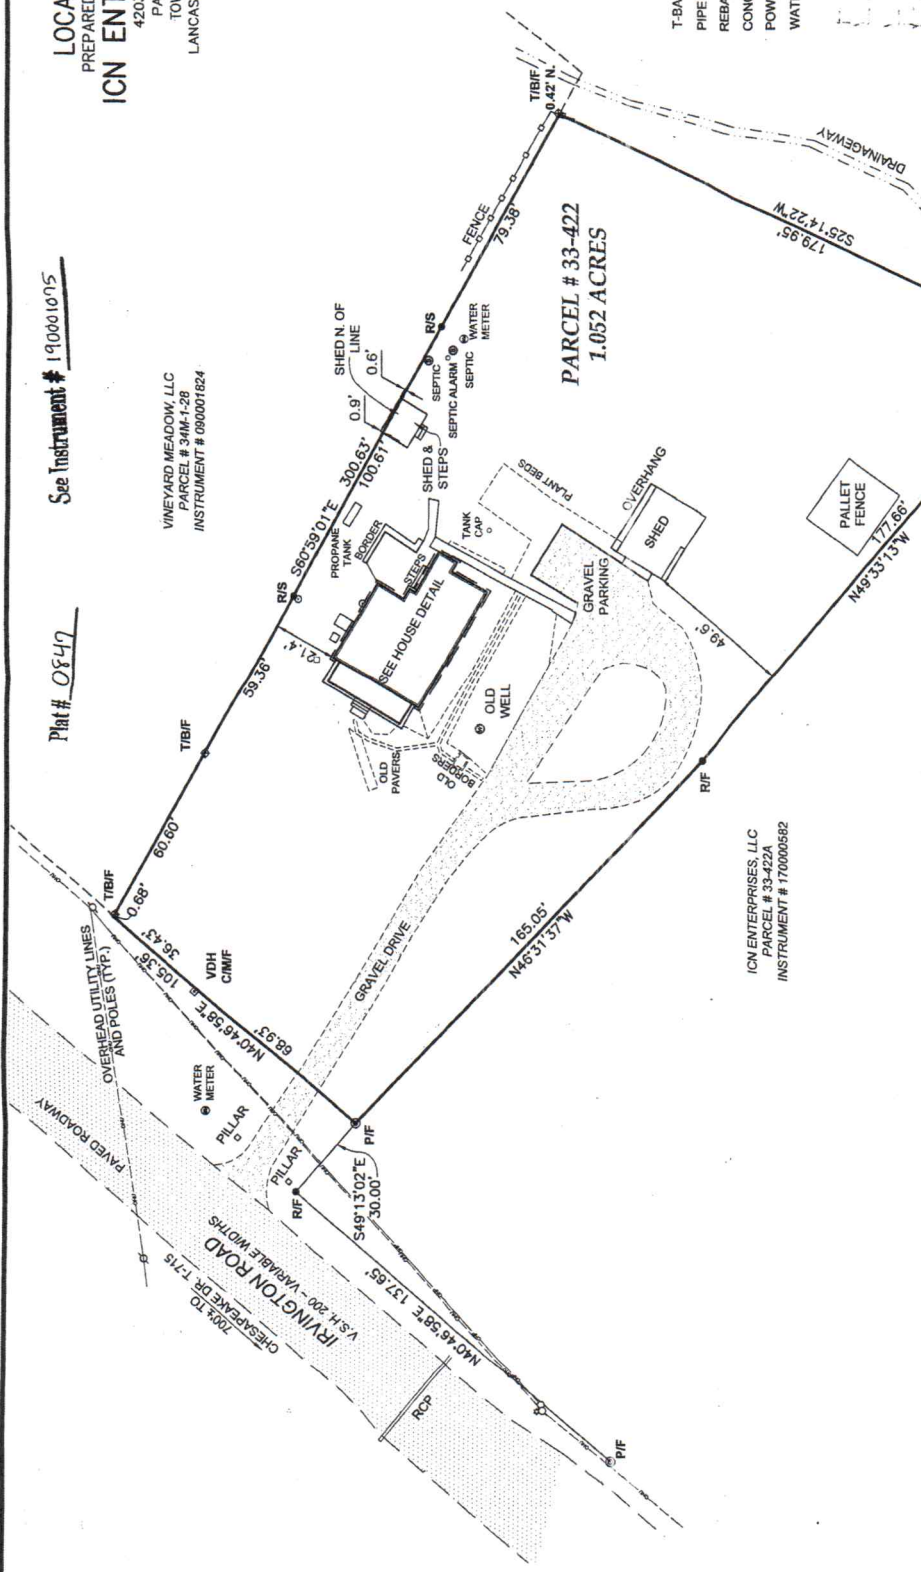 LOCA
PREPARED
ICN ENT
420
PA
TOW
LANCAS
Plat # 0847
See Instrument # 190001075
VINEYARD MEADOW, LLC
PARCEL # 34M-1-28
INSTRUMENT # 090001824
T-BA
PIPE
REBA
CONC
POW
WAT
T/B/F
0.42' N.
FENCE
79.38'
R/S
SHED N. OF
LINE
0.6'
0.9'
SEPTIC
SEPTIC ALARM
SEPTIC
WATER
METER
SHED &
STEPS
300.63'
100.61'
S60°59'01"E
PROPANE
TANK
BORDER
STEPS
R/S
21.4'
59.36'
T/B/F
60.60'
T/B/F
0.68'
SEE HOUSE DETAIL
TANK
CAP
PLANT BEDS
OVERHANG
SHED
GRAVEL
PARKING
49.6'
PALLET
FENCE
PARCEL # 33-422
1.052 ACRES
DRAINAGEWAY
S25°14'22"W
179.95'
177.66'
N49°33'13"W
R/F
OLD
WELL
OLD
PAVERS
OLD
BORDERS
GRAVEL DRIVE
165.05'
N46°31'37"W
ICN ENTERPRISES, LLC
PARCEL # 33-422A
INSTRUMENT # 170000582
OVERHEAD UTILITY LINES
AND POLES (TYP.)
36.43'
105.36'
N40°46'58"E
68.93'
VDH
C/M/F
WATER
METER
PILLAR
PILLAR
P/F
R/F
S49°13'02"E
30.00'
PAVED ROADWAY
IRVINGTON ROAD
V.S.H. 200 ~ VARIABLE WIDTHS
700'± TO
CHESAPEAKE DR. T-715
N40°46'58"E 137.65'
RCP
P/F